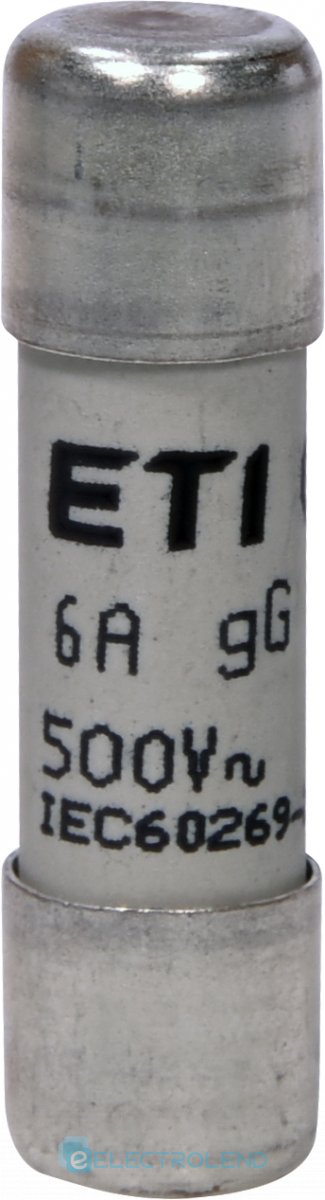 ETI
6A gG
500V~
IEC60269-
ELECTROLEND